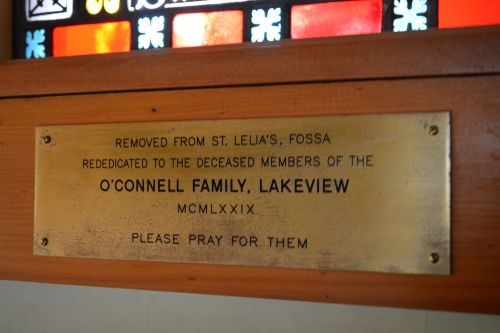 REMOVED FROM ST. LELIA'S, FOSSA
REDEDICATED TO THE DECEASED MEMBERS OF THE
O'CONNELL FAMILY, LAKEVIEW
MCMLXXIX
PLEASE PRAY FOR THEM